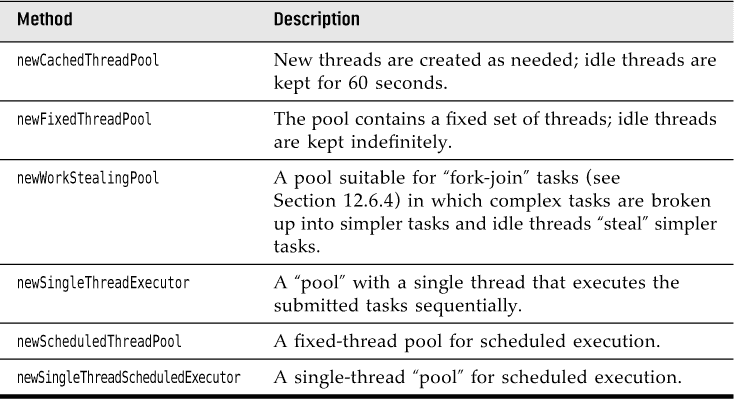 Method Description
newCachedThreadPool New threads are created as needed; idle threads are
kept for 60 seconds.
newFixedThreadPool The pool contains a fixed set of threads; idle threads
are kept indefinitely.
newWorkStealingPool A pool suitable for “fork-join” tasks (see
Section 12.6.4) in which complex tasks are broken
up into simpler tasks and idle threads “steal” simpler
tasks.
newSingleThreadExecutor A “pool” with a single thread that executes the
submitted tasks sequentially.
newScheduledThreadPool A fixed-thread pool for scheduled execution.
newSingleThreadScheduledExecutor A single-thread “pool” for scheduled execution.